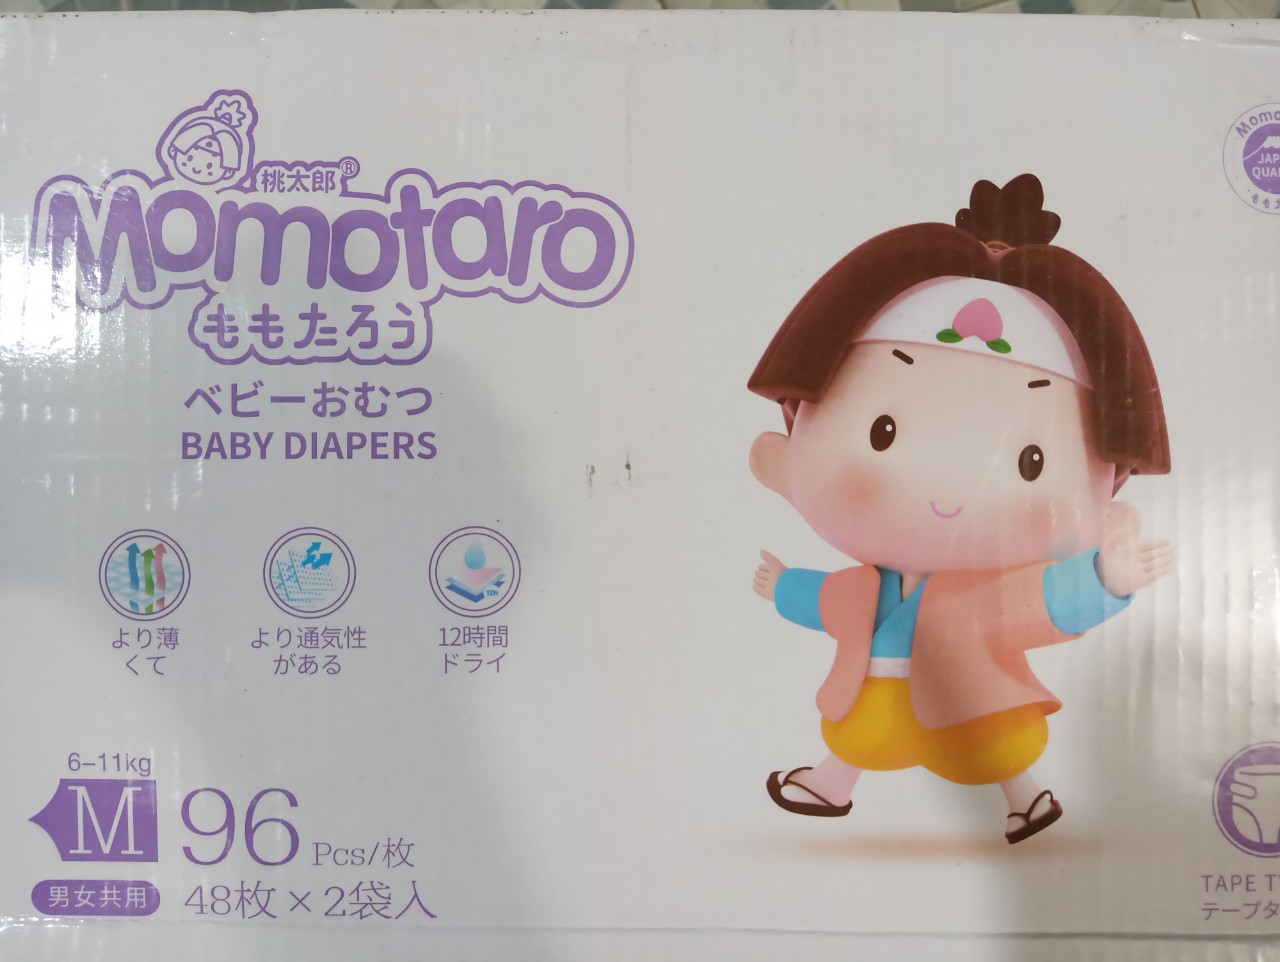 桃太郎®
Momotaro
ももたろう
ベビーおむつ
BABY DIAPERS
12h
より薄
くて
より通気性
がある
12時間
ドライ
6-11kg
M
96 Pcs/枚
男女共用
48枚×2袋入
TAPE
テープ